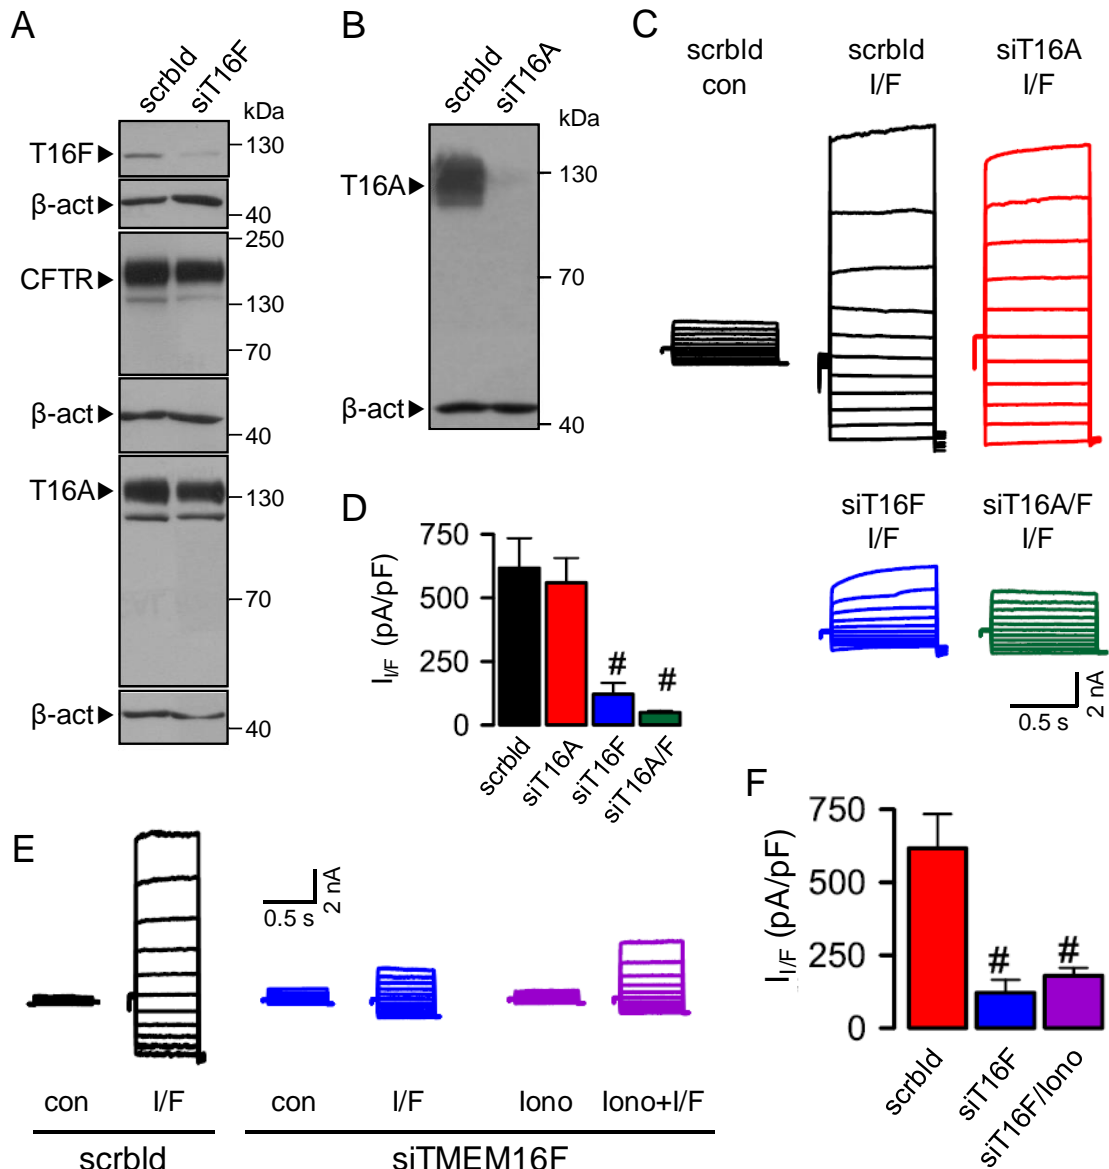 A
scrbld
siT16F
kDa
T16F
130
β-act
40
250
CFTR
130
70
β-act
40
T16A
130
70
β-act
40
B
scrbld
siT16A
kDa
T16A
130
70
β-act
40
C
scrbld
con
scrbld
I/F
siT16A
I/F
siT16F
I/F
siT16A/F
I/F
2 nA
0.5 s
D
I I/F (pA/pF)
750
500
250
0
#
#
scrbld
siT16A
siT16F
siT16A/F
E
0.5 s
2 nA
con
I/F
con
I/F
Iono
Iono+I/F
scrbld
siTMEM16F
F
I I/F (pA/pF)
750
500
250
0
#
#
scrbld
siT16F
siT16F/Iono